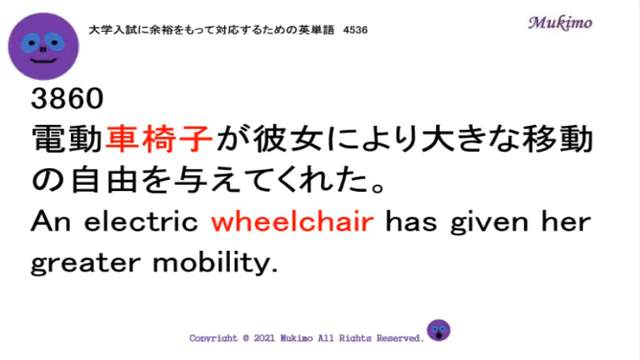 大学入試に余裕をもって対応するための英単語 4536
Mukimo
3860
電動車椅子が彼女により大きな移動
の自由を与えてくれた。
An electric wheelchair has given her
greater mobility.
Copyright © 2021 Mukimo All Rights Reserved.